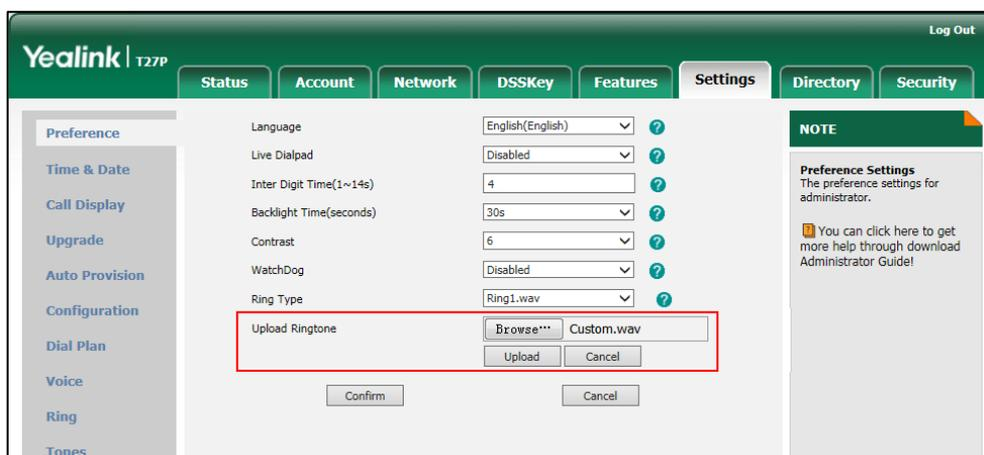 Log Out
Yealink | T27P
Status Account Network DSSKey Features Settings Directory Security
Preference
Time & Date
Call Display
Upgrade
Auto Provision
Configuration
Dial Plan
Voice
Ring
Tones
Language English(English) ?
Live Dialpad Disabled ?
Inter Digit Time(1~14s) 4 ?
Backlight Time(seconds) 30s ?
Contrast 6 ?
WatchDog Disabled ?
Ring Type Ring1.wav ?
Upload Ringtone Browse··· Custom.wav
Upload Cancel
Confirm Cancel
NOTE
Preference Settings
The preference settings for
administrator.
? You can click here to get
more help through download
Administrator Guide!